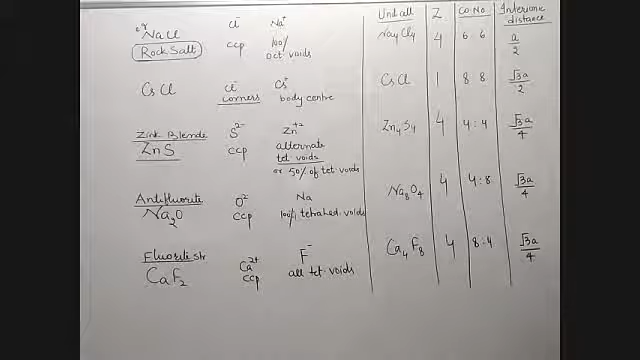 Unit cell Z Co. No. Interionic distance
eg NaCl Cl⁻ Na⁺ Na₄Cl₄ 4 6:6 a/2
Rock Salt ccp 100% oct voids
CsCl Cl⁻ Cs⁺ CsCl 1 8:8 √3a/2
corners body centre
Zink Blende S²⁻ Zn⁺² Zn₄S₄ 4 4:4 √3a/4
ZnS ccp alternate
tet voids
or 50% of tet voids
Antifluorite O²⁻ Na Na₈O₄ 4 4:8 √3a/4
Na₂O ccp 100% tetrahed voids
Fluorite str Ca²⁺ F⁻ Ca₄F₈ 4 8:4 √3a/4
CaF₂ ccp all tet voids